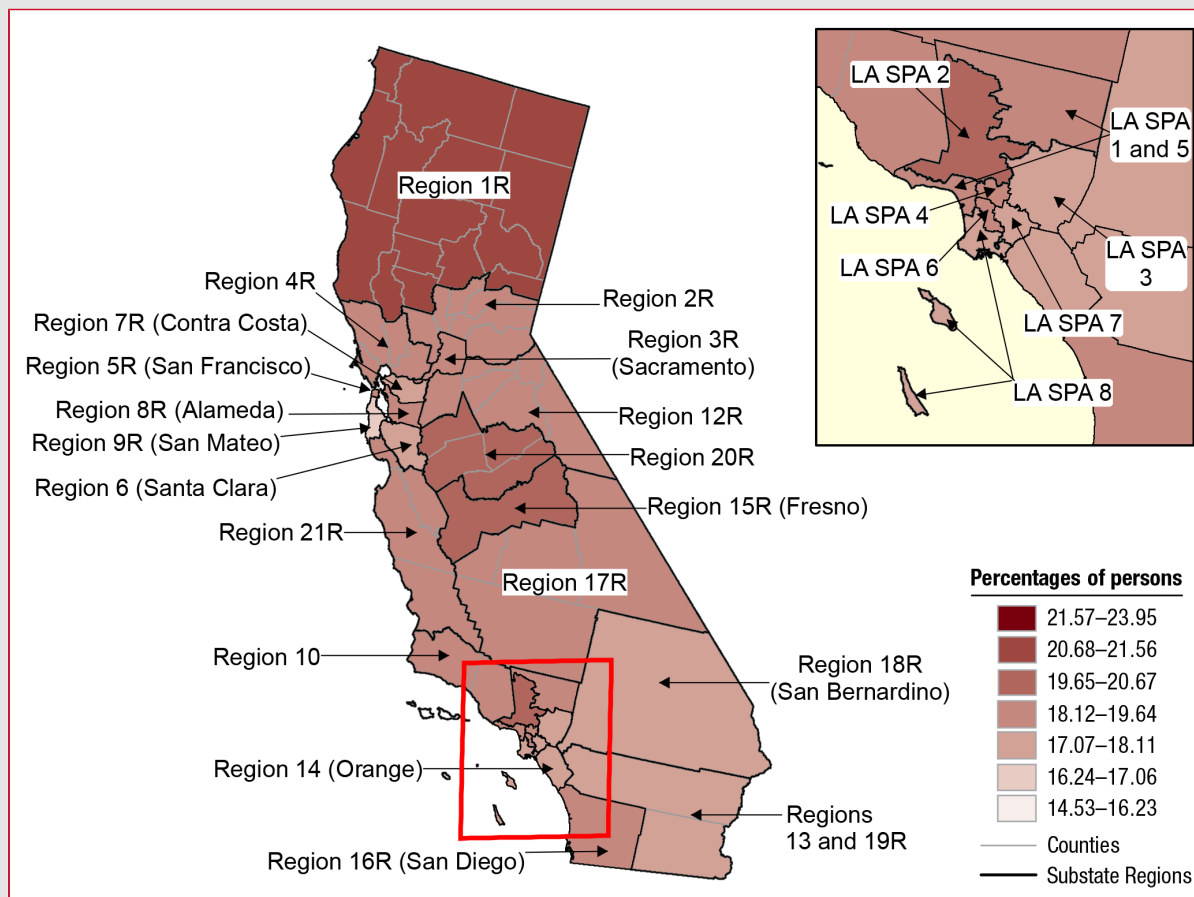 Region 1R
Region 4R
Region 7R (Contra Costa)
Region 5R (San Francisco)
Region 8R (Alameda)
Region 9R (San Mateo)
Region 6 (Santa Clara)
Region 21R
Region 10
Region 14 (Orange)
Region 16R (San Diego)
Region 2R
Region 3R
(Sacramento)
Region 12R
Region 20R
Region 15R (Fresno)
Region 17R
Region 18R
(San Bernardino)
Regions
13 and 19R
LA SPA 2
LA SPA
1 and 5
LA SPA 4
LA SPA 6
LA SPA
3
LA SPA 7
LA SPA 8
Percentages of persons
21.57–23.95
20.68–21.56
19.65–20.67
18.12–19.64
17.07–18.11
16.24–17.06
14.53–16.23
Counties
Substate Regions